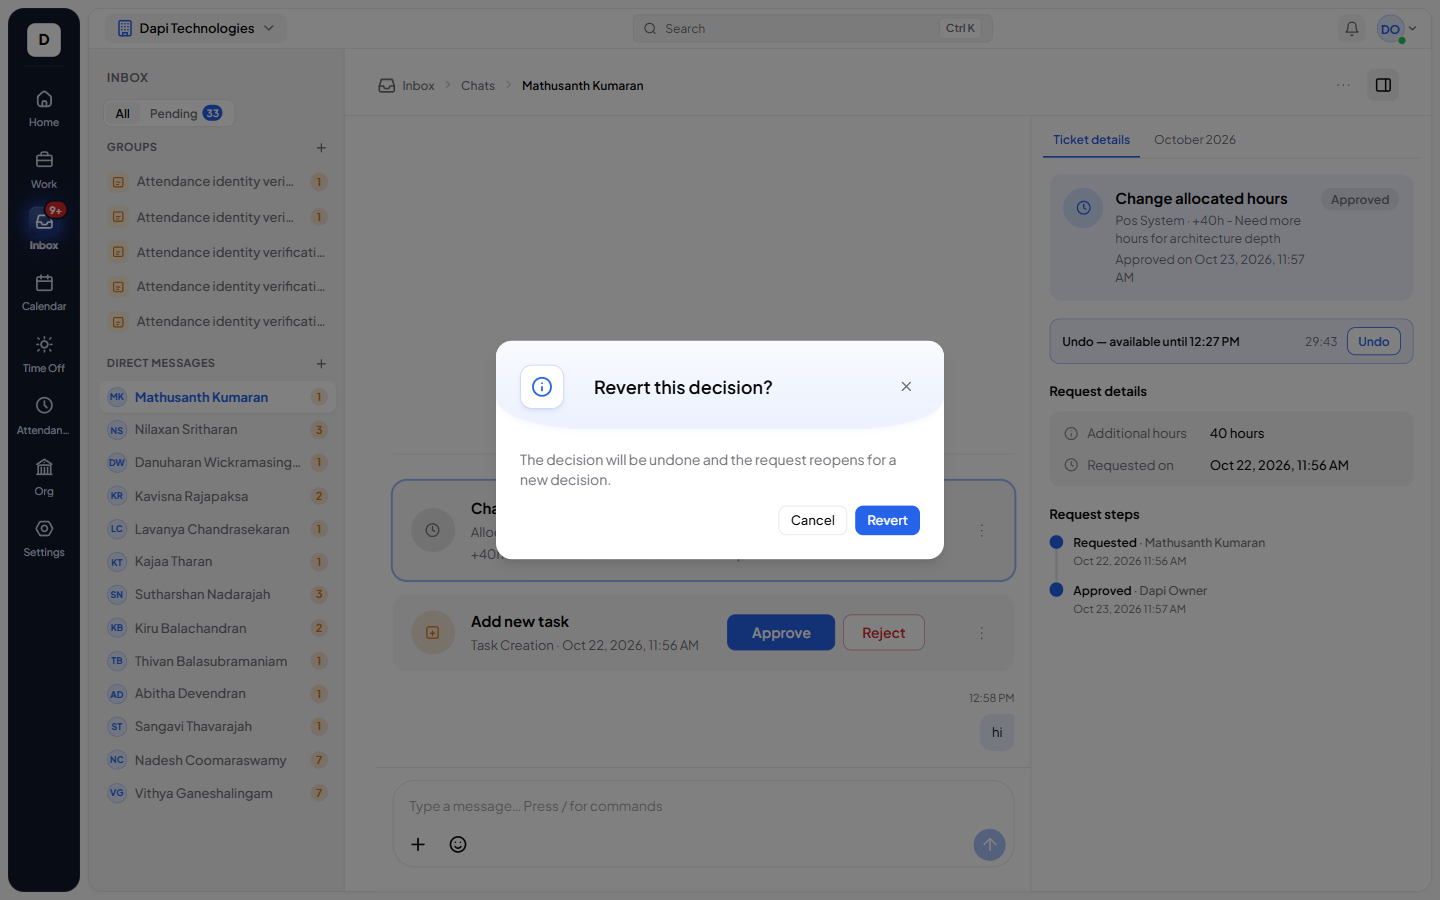 D
Dapi Technologies
Search
Ctrl K
DO
Home
Work
9+
Inbox
Calendar
Time Off
Attendan...
Org
Settings
INBOX
All
Pending 33
GROUPS
Attendance identity veri... 1
Attendance identity veri... 1
Attendance identity verificati...
Attendance identity verificati...
Attendance identity verificati...
DIRECT MESSAGES
MK Mathusanth Kumaran 1
NS Nilaxan Sritharan 3
DW Danuharan Wickramasing... 1
KR Kavisna Rajapaksa 2
LC Lavanya Chandrasekaran 1
KT Kajaa Tharan 1
SN Sutharshan Nadarajah 3
KB Kiru Balachandran 2
TB Thivan Balasubramaniam 1
AD Abitha Devendran 1
ST Sangavi Thavarajah 1
NC Nadesh Coomaraswamy 7
VG Vithya Ganeshalingam 7
Inbox > Chats > Mathusanth Kumaran
Revert this decision?
The decision will be undone and the request reopens for a
new decision.
Cancel
Revert
Add new task
Task Creation · Oct 22, 2026, 11:56 AM
Approve
Reject
12:58 PM
hi
Type a message... Press / for commands
Ticket details
October 2026
Change allocated hours
Approved
Pos System · +40h - Need more
hours for architecture depth
Approved on Oct 23, 2026, 11:57
AM
Undo — available until 12:27 PM
29:43
Undo
Request details
Additional hours 40 hours
Requested on Oct 22, 2026, 11:56 AM
Request steps
Requested · Mathusanth Kumaran
Oct 22, 2026 11:56 AM
Approved · Dapi Owner
Oct 23, 2026 11:57 AM